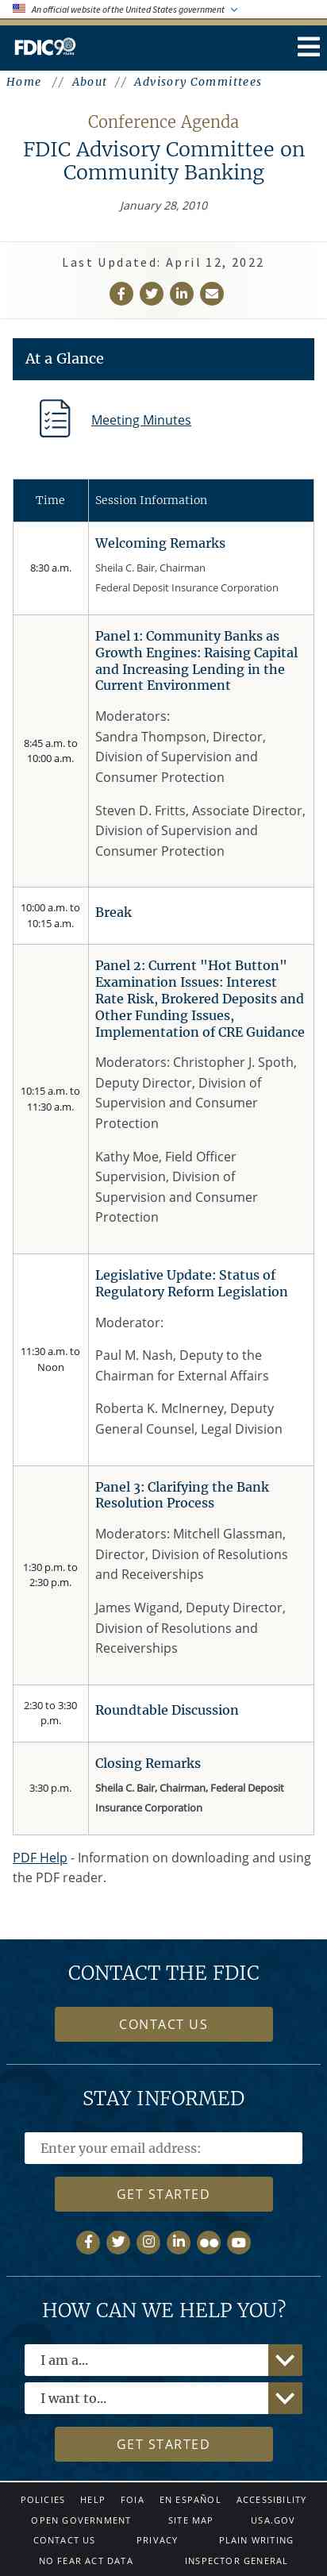 An official website of the United States government
FDIC 90
YEARS
Home // About // Advisory Committees
Conference Agenda
FDIC Advisory Committee on
Community Banking
January 28, 2010
Last Updated: April 12, 2022
At a Glance
Meeting Minutes
Time
Session Information
8:30 a.m.
Welcoming Remarks
Sheila C. Bair, Chairman
Federal Deposit Insurance Corporation
8:45 a.m. to
10:00 a.m.
Panel 1: Community Banks as
Growth Engines: Raising Capital
and Increasing Lending in the
Current Environment
Moderators:
Sandra Thompson, Director,
Division of Supervision and
Consumer Protection
Steven D. Fritts, Associate Director,
Division of Supervision and
Consumer Protection
10:00 a.m. to
10:15 a.m.
Break
10:15 a.m. to
11:30 a.m.
Panel 2: Current "Hot Button"
Examination Issues: Interest
Rate Risk, Brokered Deposits and
Other Funding Issues,
Implementation of CRE Guidance
Moderators: Christopher J. Spoth,
Deputy Director, Division of
Supervision and Consumer
Protection
Kathy Moe, Field Officer
Supervision, Division of
Supervision and Consumer
Protection
11:30 a.m. to
Noon
Legislative Update: Status of
Regulatory Reform Legislation
Moderator:
Paul M. Nash, Deputy to the
Chairman for External Affairs
Roberta K. McInerney, Deputy
General Counsel, Legal Division
1:30 p.m. to
2:30 p.m.
Panel 3: Clarifying the Bank
Resolution Process
Moderators: Mitchell Glassman,
Director, Division of Resolutions
and Receiverships
James Wigand, Deputy Director,
Division of Resolutions and
Receiverships
2:30 to 3:30
p.m.
Roundtable Discussion
3:30 p.m.
Closing Remarks
Sheila C. Bair, Chairman, Federal Deposit
Insurance Corporation
PDF Help - Information on downloading and using
the PDF reader.
CONTACT THE FDIC
CONTACT US
STAY INFORMED
Enter your email address:
GET STARTED
HOW CAN WE HELP YOU?
I am a...
I want to...
GET STARTED
POLICIES HELP FOIA EN ESPAÑOL ACCESSIBILITY
OPEN GOVERNMENT SITE MAP USA.GOV
CONTACT US PRIVACY PLAIN WRITING
NO FEAR ACT DATA INSPECTOR GENERAL